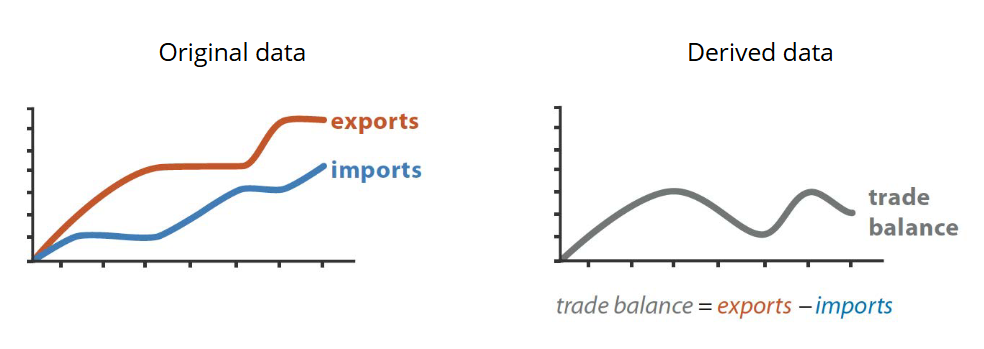 Original data
exports
imports
Derived data
trade
balance
trade balance = exports – imports